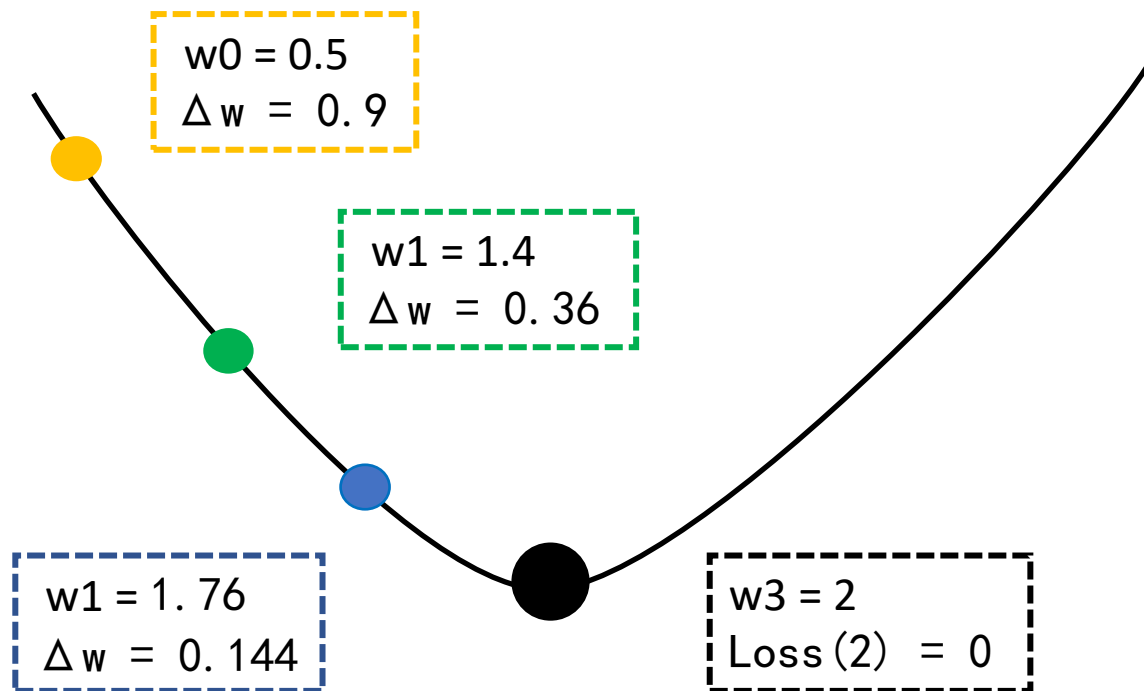 w0 = 0.5
Δw = 0.9
w1 = 1.4
Δw = 0.36
w1 = 1.76
Δw = 0.144
w3 = 2
Loss(2) = 0